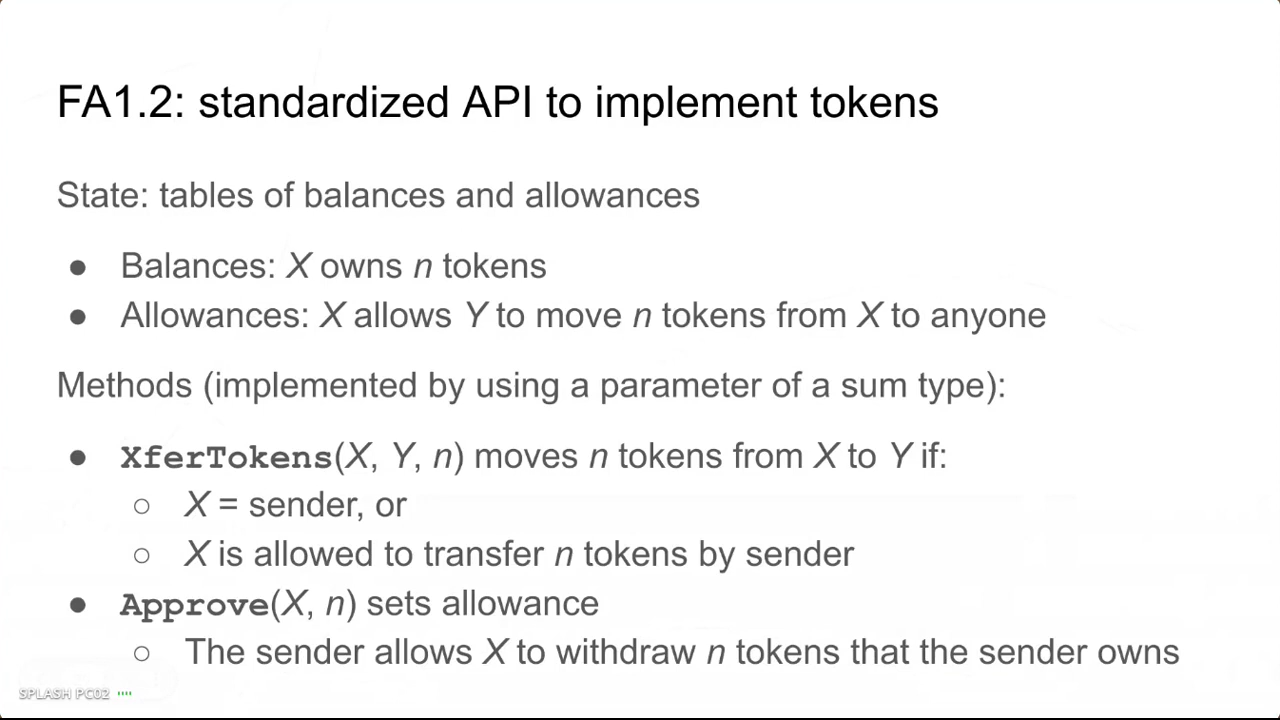 FA1.2: standardized API to implement tokens
State: tables of balances and allowances
● Balances: X owns n tokens
● Allowances: X allows Y to move n tokens from X to anyone
Methods (implemented by using a parameter of a sum type):
● XferTokens(X, Y, n) moves n tokens from X to Y if:
○ X = sender, or
○ X is allowed to transfer n tokens by sender
● Approve(X, n) sets allowance
○ The sender allows X to withdraw n tokens that the sender owns
SPLASH PC02